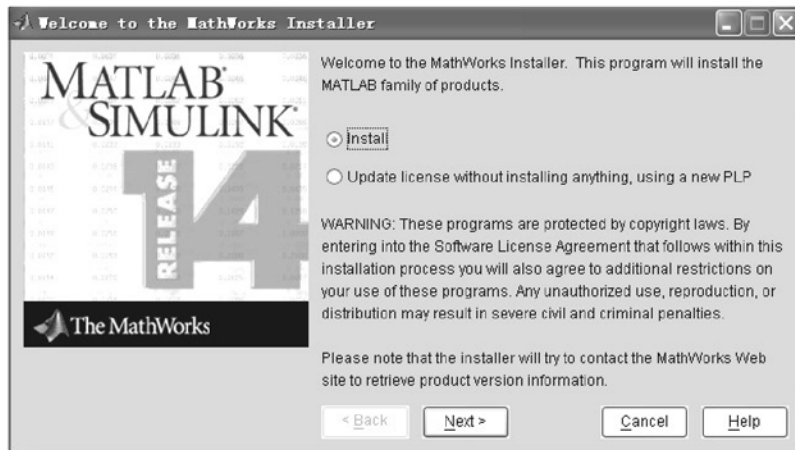 Welcome to the MathWorks Installer
MATLAB®
& SIMULINK®
RELEASE 14
The MathWorks
Welcome to the MathWorks Installer. This program will install the
MATLAB family of products.
Install
Update license without installing anything, using a new PLP
WARNING: These programs are protected by copyright laws. By
entering into the Software License Agreement that follows within this
installation process you will also agree to additional restrictions on
your use of these programs. Any unauthorized use, reproduction, or
distribution may result in severe civil and criminal penalties.
Please note that the installer will try to contact the MathWorks Web
site to retrieve product version information.
< Back
Next >
Cancel
Help